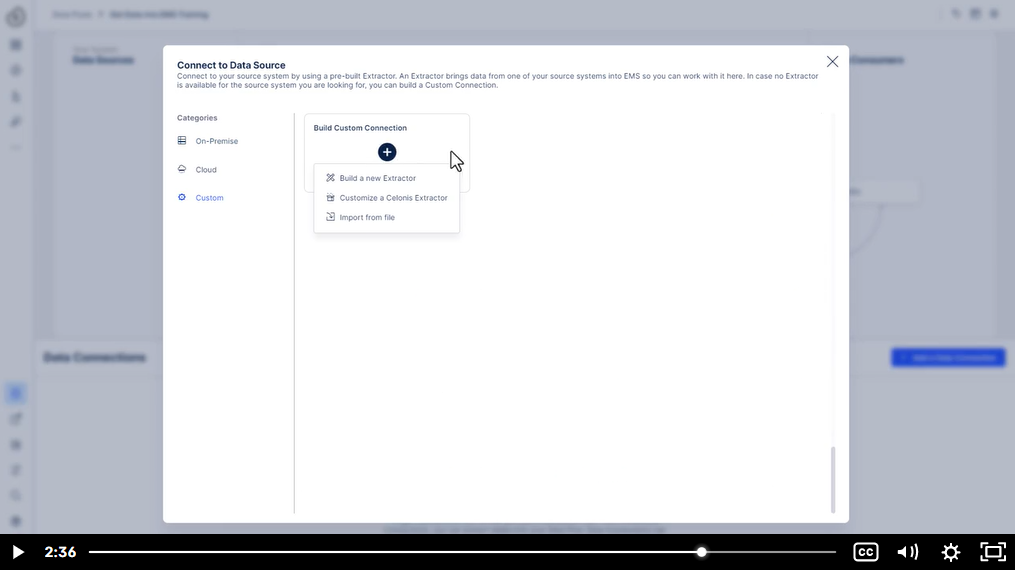 Data Sources
Connect to Data Source
Connect to your source system by using a pre-built Extractor. An Extractor brings data from one of your source systems into EMS so you can work with it here. In case no Extractor
is available for the source system you are looking for, you can build a Custom Connection.
Categories
On-Premise
Cloud
Custom
Build Custom Connection
Build a new Extractor
Customize a Celonis Extractor
Import from file
Data Connections
2:36
CC